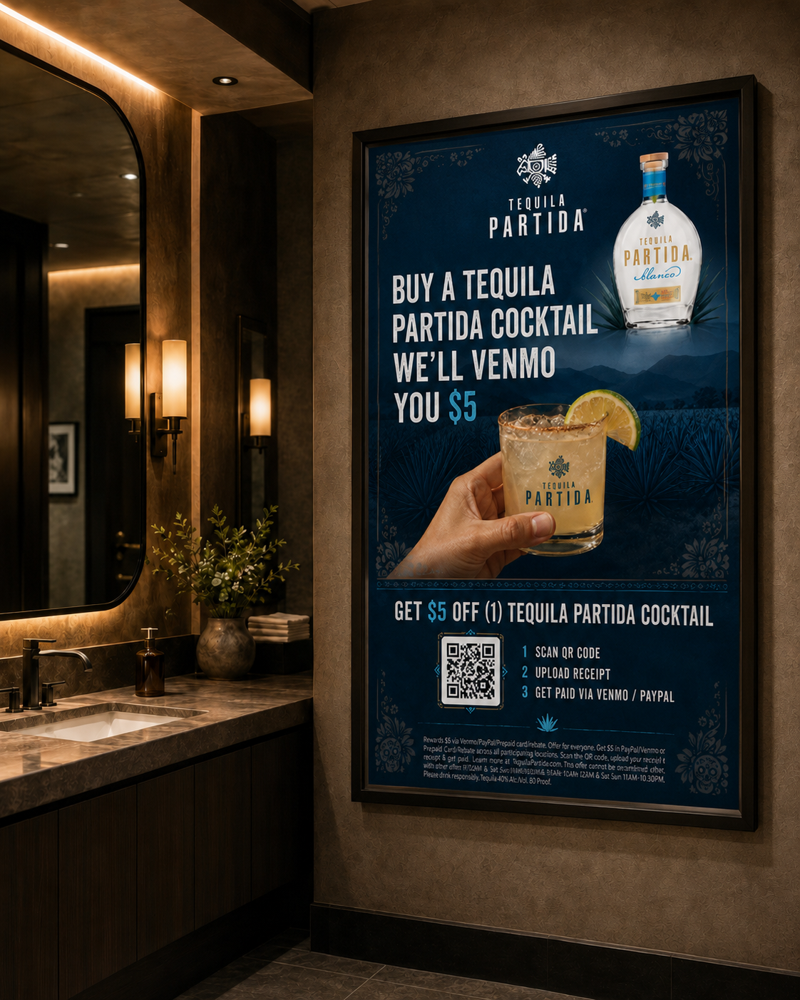 TEQUILA
PARTIDA®
TEQUILA
PARTIDA.
blanco
BUY A TEQUILA
PARTIDA COCKTAIL
WE'LL VENMO
YOU $5
TEQUILA
PARTIDA.
GET $5 OFF (1) TEQUILA PARTIDA COCKTAIL
1 SCAN QR CODE
2 UPLOAD RECEIPT
3 GET PAID VIA VENMO / PAYPAL
Rewards $5 via Venmo/PayPal/Prepaid card/rebate. Offer for everyone. Get $5 in PayPal/Venmo or
Prepaid Card/Rebate across all participating locations. Scan the QR code, upload your receipt &
receipt & get paid. Learn more at TequilaPartida.com. This offer cannot be
with other & Sat Sun 12AM & Sat Sun 11AM-10.30PM.
Please drink responsibly. Tequila 40% Alc./Vol. 80 Proof.